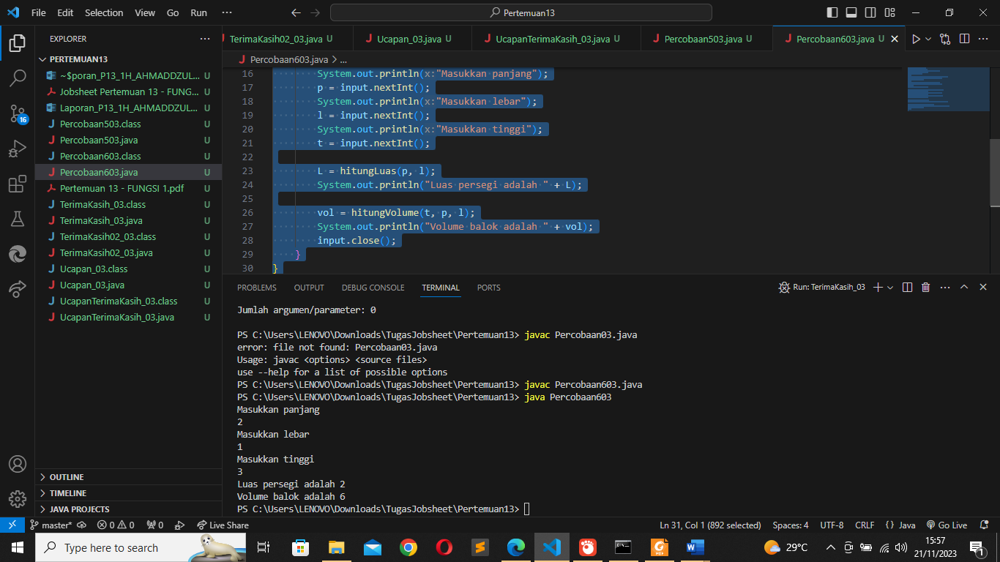 File Edit Selection View Go Run ··· Pertemuan13
EXPLORER ···
PERTEMUAN13
~$poran_P13_1H_AHMADDZUL... U
Jobsheet Pertemuan 13 - FUNG... U
Laporan_P13_1H_AHMADDZUL... U
Percobaan503.class U
Percobaan503.java U
Percobaan603.class U
Percobaan603.java U
Pertemuan 13 - FUNGSI 1.pdf U
TerimaKasih_03.class U
TerimaKasih_03.java U
TerimaKasih02_03.class U
TerimaKasih02_03.java U
Ucapan_03.class U
Ucapan_03.java U
UcapanTerimaKasih_03.class U
UcapanTerimaKasih_03.java U
OUTLINE
TIMELINE
JAVA PROJECTS
16
TerimaKasih02_03.java U Ucapan_03.java U UcapanTerimaKasih_03.java U Percobaan503.java U Percobaan603.java U
Percobaan603.java > ...
16 System.out.println(x:"Masukkan panjang");
17 p = input.nextInt();
18 System.out.println(x:"Masukkan lebar");
19 l = input.nextInt();
20 System.out.println(x:"Masukkan tinggi");
21 t = input.nextInt();
22
23 L = hitungLuas(p, l);
24 System.out.println("Luas persegi adalah " + L);
25
26 vol = hitungVolume(t, p, l);
27 System.out.println("Volume balok adalah " + vol);
28 input.close();
29 }
30 }
PROBLEMS OUTPUT DEBUG CONSOLE TERMINAL PORTS Run: TerimaKasih_03
Jumlah argumen/parameter: 0
PS C:\Users\LENOVO\Downloads\TugasJobsheet\Pertemuan13> javac Percobaan03.java
error: file not found: Percobaan03.java
Usage: javac <options> <source files>
use --help for a list of possible options
PS C:\Users\LENOVO\Downloads\TugasJobsheet\Pertemuan13> javac Percobaan603.java
PS C:\Users\LENOVO\Downloads\TugasJobsheet\Pertemuan13> java Percobaan603
Masukkan panjang
2
Masukkan lebar
1
Masukkan tinggi
3
Luas persegi adalah 2
Volume balok adalah 6
PS C:\Users\LENOVO\Downloads\TugasJobsheet\Pertemuan13>
master* 0 0 0 Live Share Ln 31, Col 1 (892 selected) Spaces: 4 UTF-8 CRLF {} Java Go Live
Type here to search 29°C 15:57
21/11/2023 1